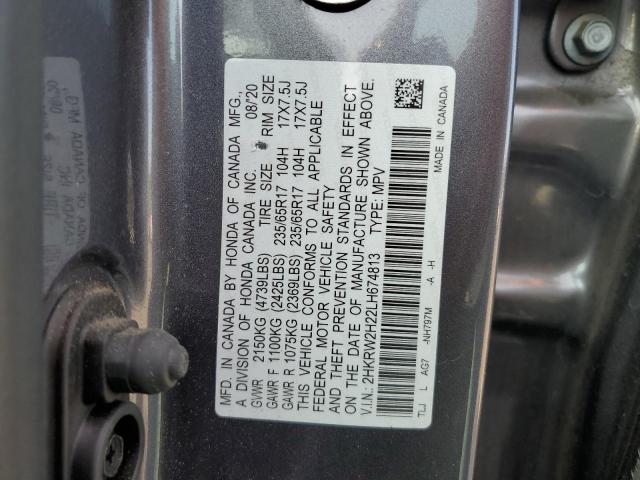 MFD. IN CANADA BY HONDA OF CANADA MFG.,
A DIVISION OF HONDA CANADA INC. 08/20
GVWR 2150KG (4739LBS) TIRE SIZE RIM SIZE
GAWR F 1100KG (2425LBS) 235/65R17 104H 17X7.5J
GAWR R 1075KG (2369LBS) 235/65R17 104H 17X7.5J
THIS VEHICLE CONFORMS TO ALL APPLICABLE
FEDERAL MOTOR VEHICLE SAFETY
AND THEFT PREVENTION STANDARDS IN EFFECT
ON THE DATE OF MANUFACTURE SHOWN ABOVE.
V.I.N.: 2HKRW2H22LH674813 TYPE: MPV
TLJ L AG7 -NH797M -A -H
MADE IN CANADA